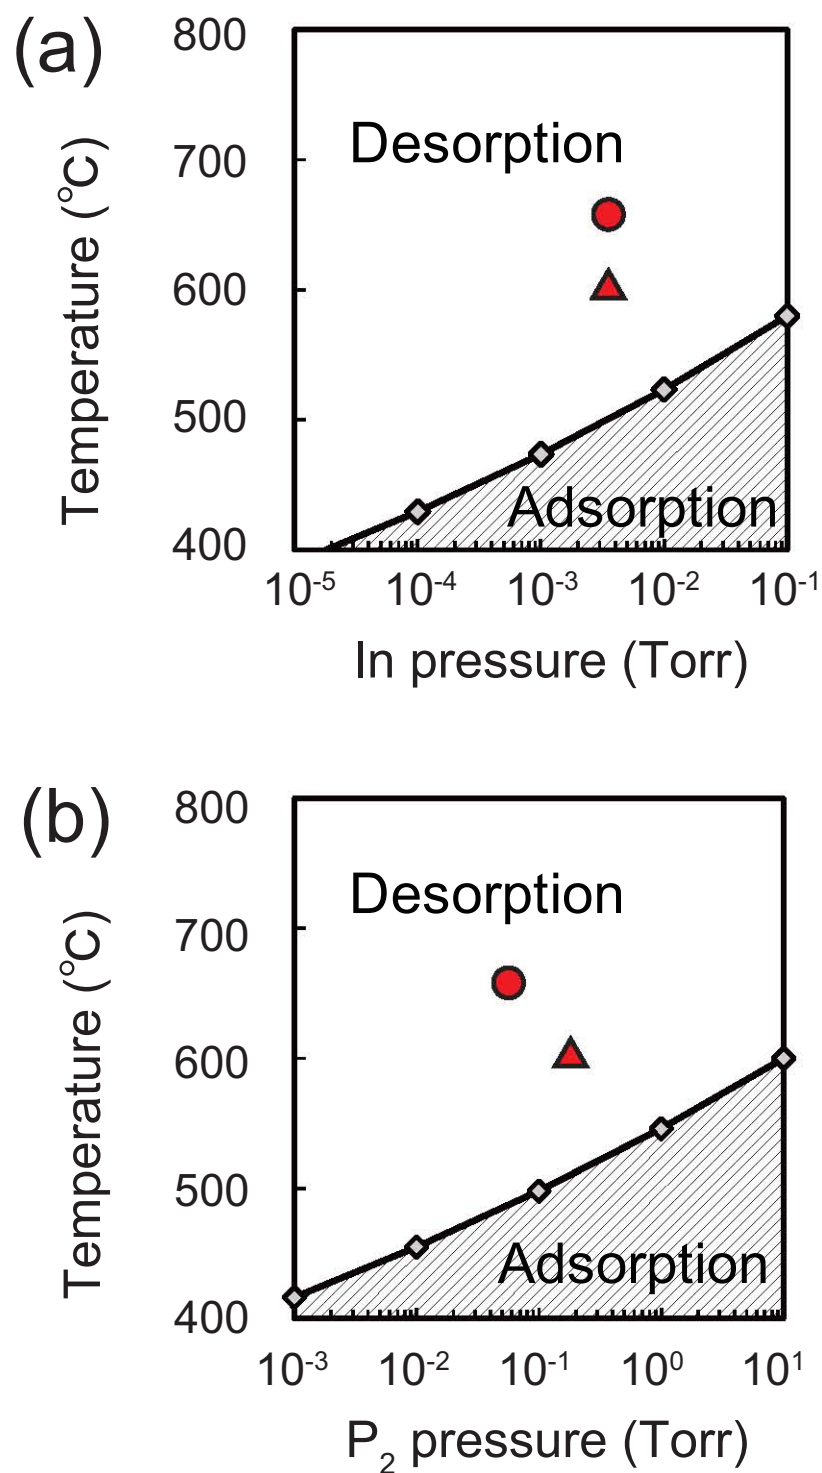 (a)
800
700
600
500
400
Temperature (℃)
Desorption
Adsorption
10⁻⁵ 10⁻⁴ 10⁻³ 10⁻² 10⁻¹
In pressure (Torr)
(b)
800
700
600
500
400
Temperature (℃)
Desorption
Adsorption
10⁻³ 10⁻² 10⁻¹ 10⁰ 10¹
P₂ pressure (Torr)